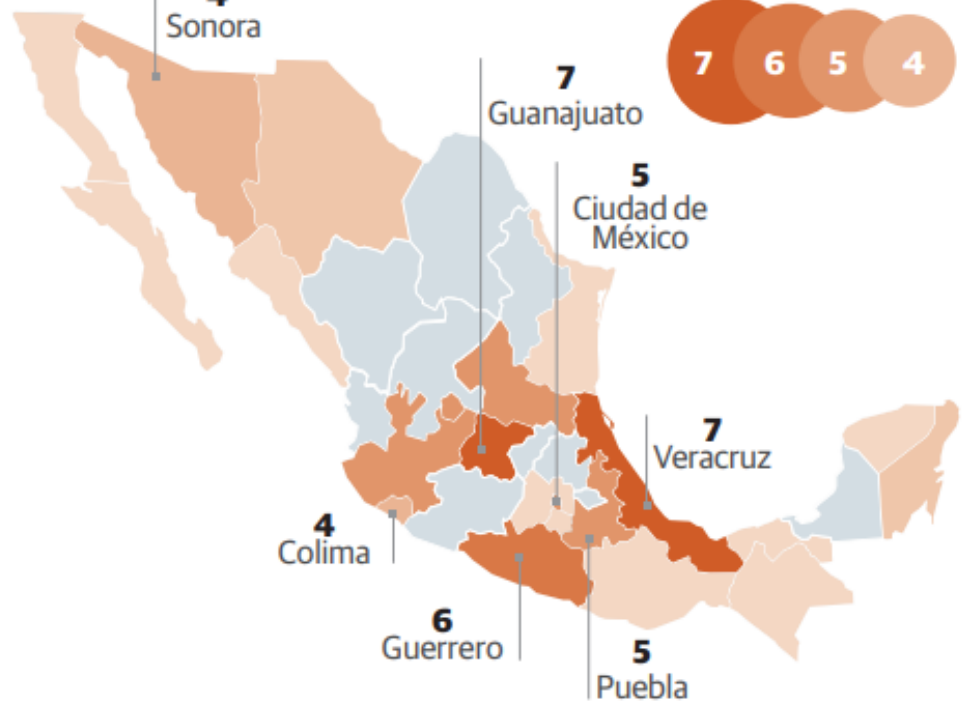 4
Sonora
7 6 5 4
7
Guanajuato
5
Ciudad de
México
7
Veracruz
4
Colima
6
Guerrero
5
Puebla